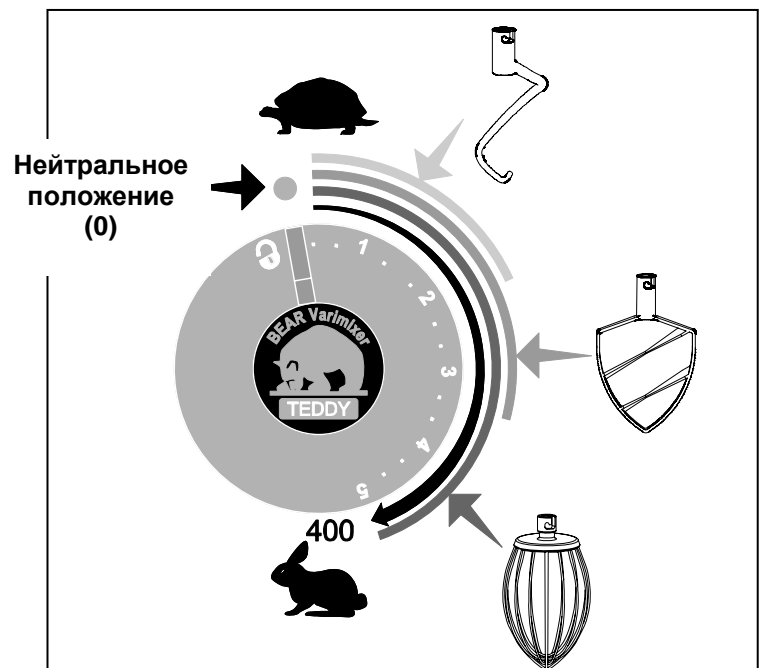 Нейтральное
положение
(0)
1
2
3
4
5
BEAR Varimixer
TEDDY
400